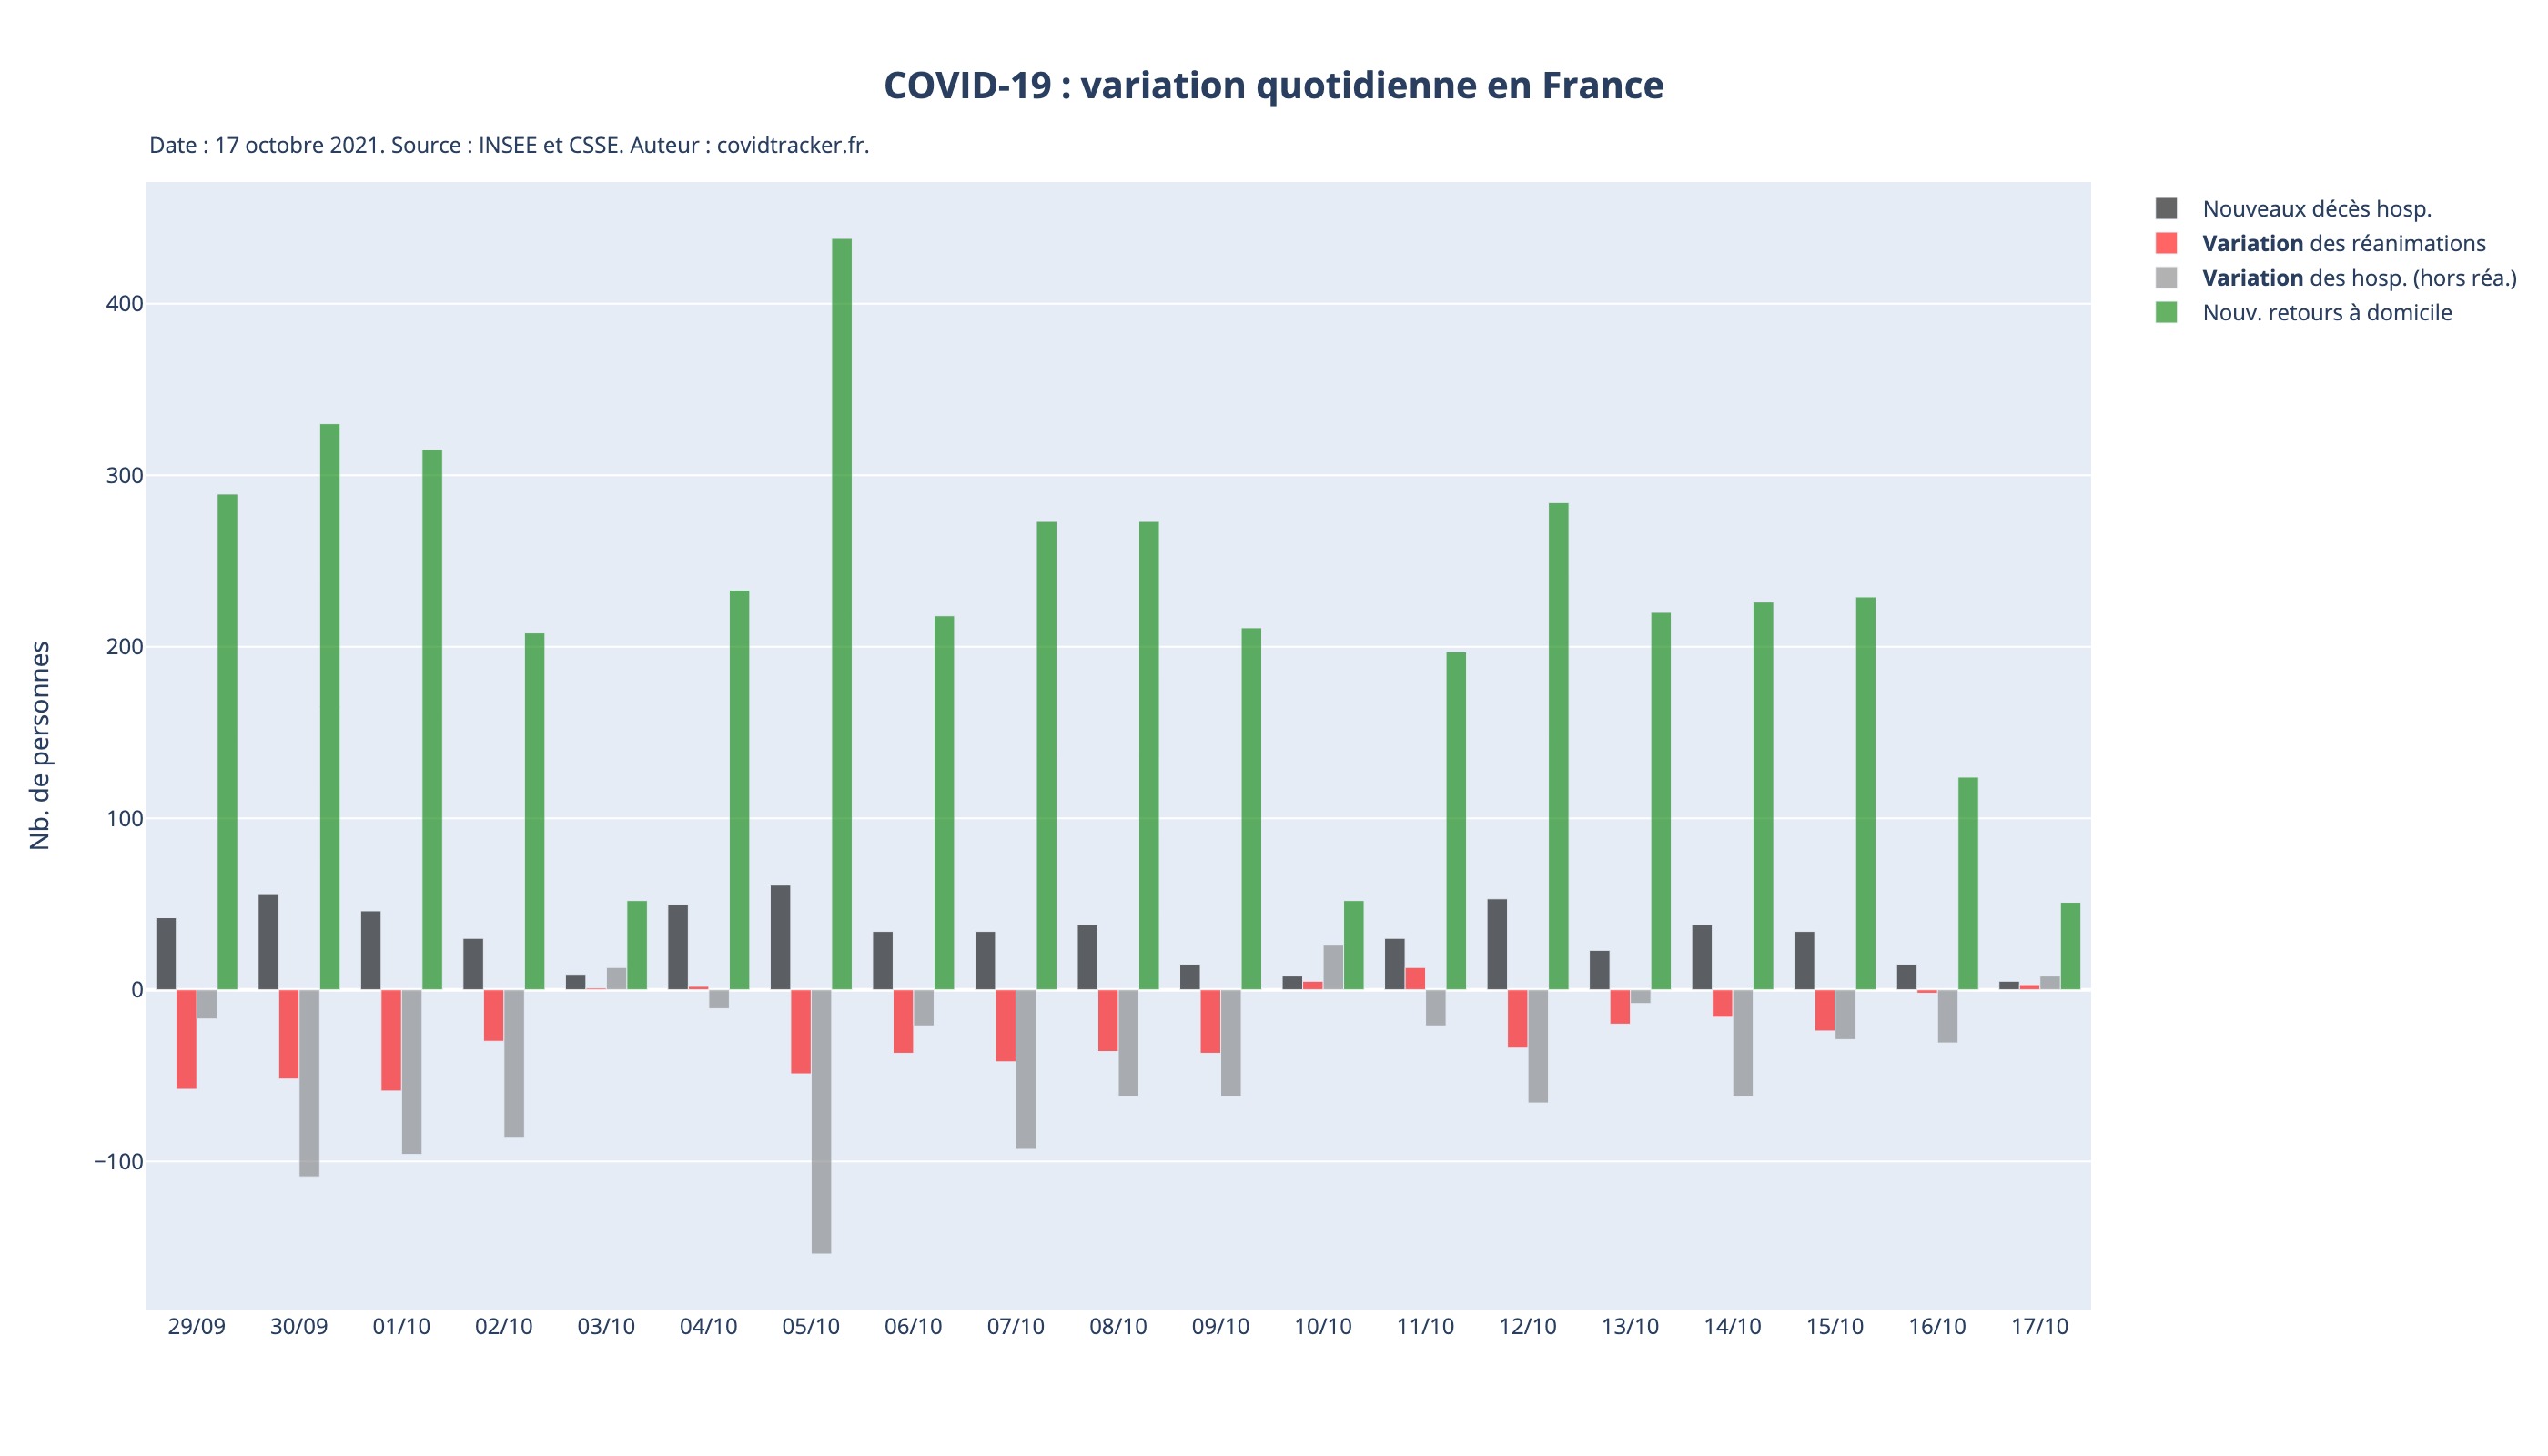 COVID-19 : variation quotidienne en France
Date : 17 octobre 2021. Source : INSEE et CSSE. Auteur : covidtracker.fr.
Nouveaux décès hosp.
Variation des réanimations
Variation des hosp. (hors réa.)
Nouv. retours à domicile
Nb. de personnes
400
300
200
100
0
−100
29/09 30/09 01/10 02/10 03/10 04/10 05/10 06/10 07/10 08/10 09/10 10/10 11/10 12/10 13/10 14/10 15/10 16/10 17/10